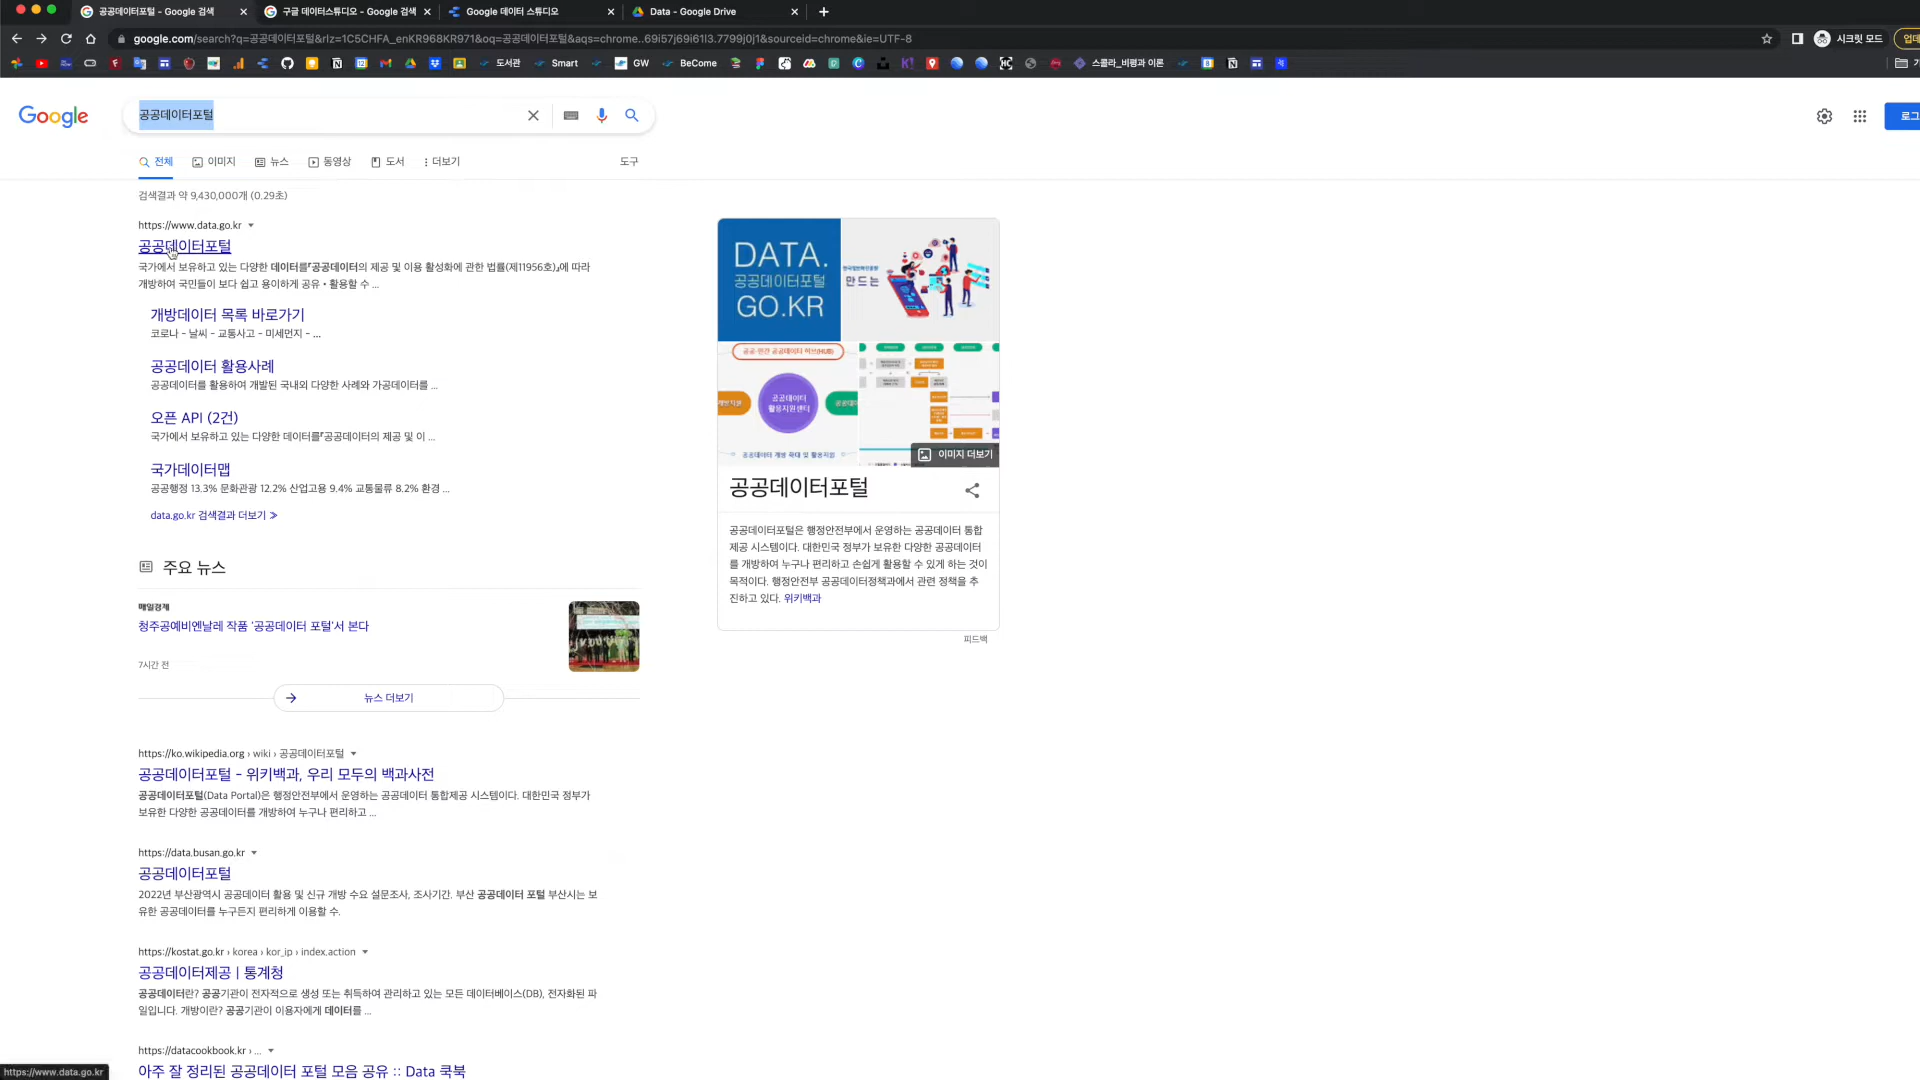 공공데이터포털 - Google 검색
구글 데이터스튜디오 - Google 검색
Google 데이터 스튜디오
Data - Google Drive
google.com/search?q=공공데이터포털&rlz=1C5CHFA_enKR968KR971&oq=공공데이터포털&aqs=chrome..69i57j69i61l3.7799j0j1&sourceid=chrome&ie=UTF-8
시크릿 모드
도서관
Smart
GW
BeCome
스콜라_비평과 이론
Google
공공데이터포털
전체
이미지
뉴스
동영상
도서
더보기
도구
검색결과 약 9,430,000개 (0.29초)
https://www.data.go.kr
공공데이터포털
국가에서 보유하고 있는 다양한 데이터를『공공데이터의 제공 및 이용 활성화에 관한 법률(제11956호)』에 따라
개방하여 국민들이 보다 쉽고 용이하게 공유 • 활용할 수 ...
개방데이터 목록 바로가기
코로나 - 날씨 - 교통사고 - 미세먼지 - ...
공공데이터 활용사례
공공데이터를 활용하여 개발된 국내외 다양한 사례와 가공데이터를 ...
오픈 API (2건)
국가에서 보유하고 있는 다양한 데이터를『공공데이터의 제공 및 이 ...
국가데이터맵
공공행정 13.3% 문화관광 12.2% 산업고용 9.4% 교통물류 8.2% 환경 ...
data.go.kr 검색결과 더보기 »
주요 뉴스
매일경제
청주공예비엔날레 작품 '공공데이터 포털'서 본다
7시간 전
뉴스 더보기
https://ko.wikipedia.org › wiki › 공공데이터포털
공공데이터포털 - 위키백과, 우리 모두의 백과사전
공공데이터포털(Data Portal)은 행정안전부에서 운영하는 공공데이터 통합제공 시스템이다. 대한민국 정부가
보유한 다양한 공공데이터를 개방하여 누구나 편리하고 ...
https://data.busan.go.kr
공공데이터포털
2022년 부산광역시 공공데이터 활용 및 신규 개방 수요 설문조사, 조사기간. 부산 공공데이터 포털 부산시는 보
유한 공공데이터를 누구든지 편리하게 이용할 수.
https://kostat.go.kr › korea › kor_ip › index.action
공공데이터제공 | 통계청
공공데이터란? 공공기관이 전자적으로 생성 또는 취득하여 관리하고 있는 모든 데이터베이스(DB), 전자화된 파
일입니다. 개방이란? 공공기관이 이용자에게 데이터를 ...
https://datacookbook.kr › ...
아주 잘 정리된 공공데이터 포털 모음 공유 :: Data 쿡북
https://www.data.go.kr
DATA.
공공데이터포털
GO.KR
만드는
공공-민간 공공데이터 허브(HUB)
공공데이터
활용지원센터
공공데이터 개방 확대 및 활용지원
이미지 더보기
공공데이터포털
공공데이터포털은 행정안전부에서 운영하는 공공데이터 통합
제공 시스템이다. 대한민국 정부가 보유한 다양한 공공데이터
를 개방하여 누구나 편리하고 손쉽게 활용할 수 있게 하는 것이
목적이다. 행정안전부 공공데이터정책과에서 관련 정책을 추
진하고 있다. 위키백과
피드백